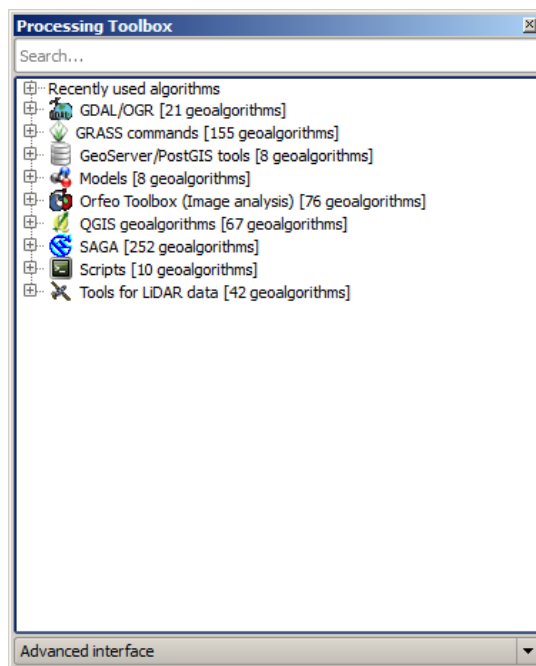 Processing Toolbox
Search...
Recently used algorithms
GDAL/OGR [21 geoalgorithms]
GRASS commands [155 geoalgorithms]
GeoServer/PostGIS tools [8 geoalgorithms]
Models [8 geoalgorithms]
Orfeo Toolbox (Image analysis) [76 geoalgorithms]
QGIS geoalgorithms [67 geoalgorithms]
SAGA [252 geoalgorithms]
Scripts [10 geoalgorithms]
Tools for LiDAR data [42 geoalgorithms]
Advanced interface